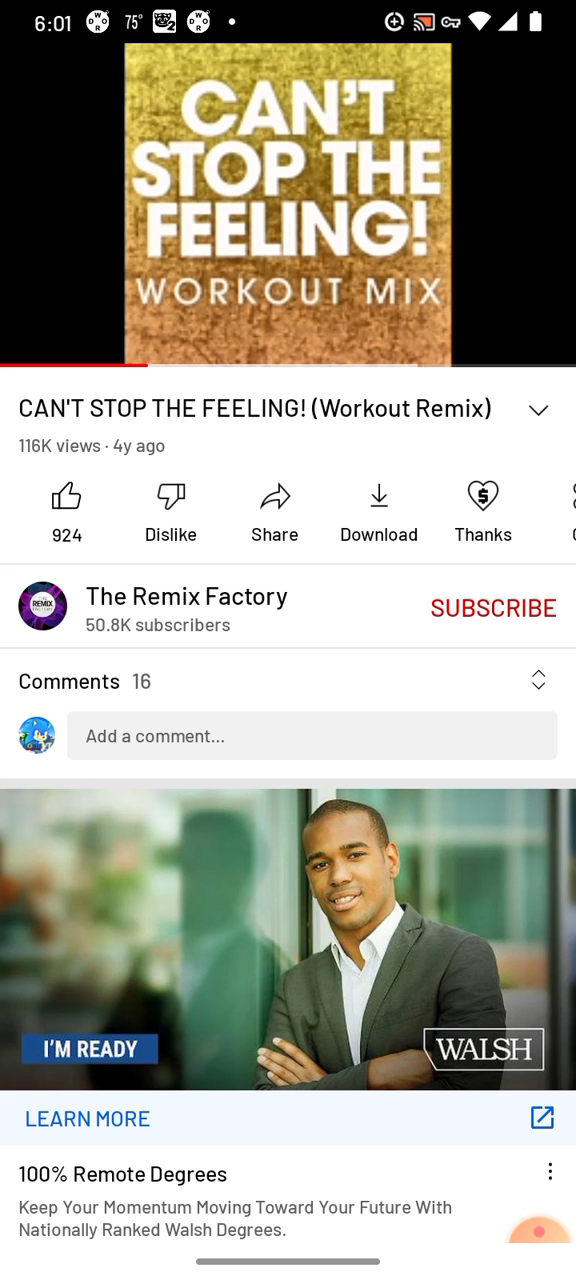 6:01
75°
CAN'T
STOP THE
FEELING!
WORKOUT MIX
CAN'T STOP THE FEELING! (Workout Remix)
116K views · 4y ago
924
Dislike
Share
Download
Thanks
The Remix Factory
50.8K subscribers
SUBSCRIBE
Comments 16
Add a comment...
I'M READY
WALSH
LEARN MORE
100% Remote Degrees
Keep Your Momentum Moving Toward Your Future With
Nationally Ranked Walsh Degrees.